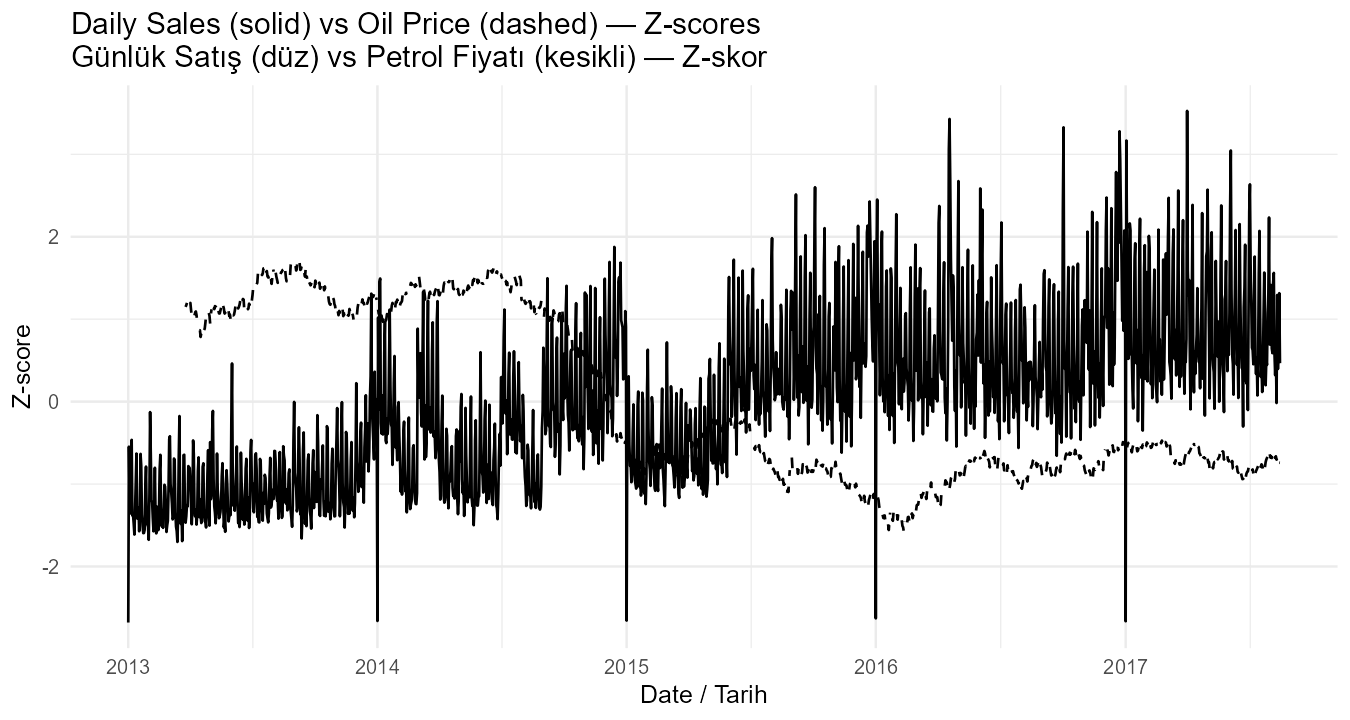 Daily Sales (solid) vs Oil Price (dashed) — Z-scores
Günlük Satış (düz) vs Petrol Fiyatı (kesikli) — Z-skor
Z-score
2
0
-2
2013
2014
2015
2016
2017
Date / Tarih